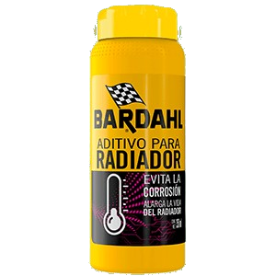 BARDAHL
ADITIVO PARA
RADIADOR
EVITA LA
CORROSIÓN
ALARGA LA VIDA
DEL RADIADOR